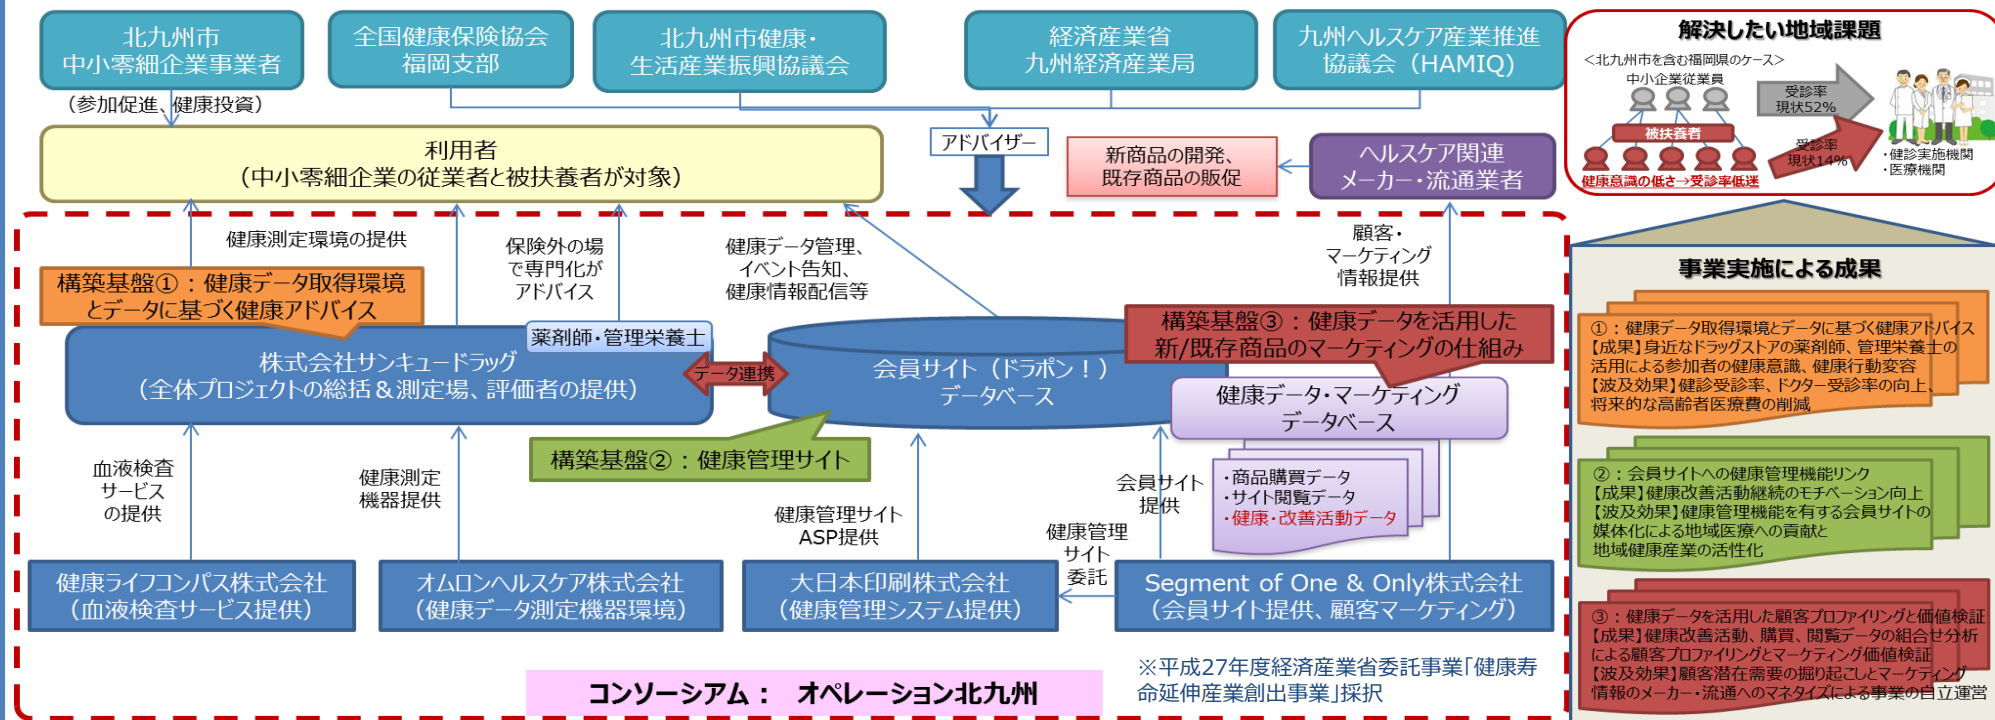 北九州市
中小零細企業事業者
全国健康保険協会
福岡支部
北九州市健康・
生活産業振興協議会
経済産業省
九州経済産業局
九州ヘルスケア産業推進
協議会（HAMIQ)
（参加促進、健康投資）
利用者
（中小零細企業の従業者と被扶養者が対象）
アドバイザー
新商品の開発、
既存商品の販促
ヘルスケア関連
メーカー・流通業者
解決したい地域課題
＜北九州市を含む福岡県のケース＞
中小企業従業員
受診率
現状52%
被扶養者
受診率
現状14%
・健診実施機関
・医療機関
健康意識の低さ→受診率低迷
健康測定環境の提供
保険外の場
で専門化が
アドバイス
健康データ管理、
イベント告知、
健康情報配信等
顧客・
マーケティング
情報提供
構築基盤①：健康データ取得環境
とデータに基づく健康アドバイス
薬剤師・管理栄養士
株式会社サンキュードラッグ
（全体プロジェクトの総括＆測定場、評価者の提供）
データ連携
会員サイト（ドラポン！）
データベース
構築基盤③：健康データを活用した
新/既存商品のマーケティングの仕組み
健康データ・マーケティング
データベース
・商品購買データ
・サイト閲覧データ
・健康・改善活動データ
構築基盤②：健康管理サイト
血液検査
サービス
の提供
健康測定
機器提供
健康管理サイト
ASP提供
会員サイト
提供
健康管理
サイト
委託
健康ライフコンパス株式会社
（血液検査サービス提供）
オムロンヘルスケア株式会社
（健康データ測定機器環境）
大日本印刷株式会社
（健康管理システム提供）
Segment of One & Only株式会社
（会員サイト提供、顧客マーケティング）
コンソーシアム： オペレーション北九州
※平成27年度経済産業省委託事業「健康寿
命延伸産業創出事業」採択
事業実施による成果
①：健康データ取得環境とデータに基づく健康アドバイス
【成果】身近なドラッグストアの薬剤師、管理栄養士の
活用による参加者の健康意識、健康行動変容
【波及効果】健診受診率、ドクター受診率の向上、
将来的な高齢者医療費の削減
②：会員サイトへの健康管理機能リンク
【成果】健康改善活動継続のモチベーション向上
【波及効果】健康管理機能を有する会員サイトの
媒体化による地域医療への貢献と
地域健康産業の活性化
③：健康データを活用した顧客プロファイリングと価値検証
【成果】健康改善活動、購買、閲覧データの組合せ分析
による顧客プロファイリングとマーケティング価値検証
【波及効果】顧客潜在需要の掘り起こしとマーケティング
情報のメーカー・流通へのマネタイズによる事業の自立運営